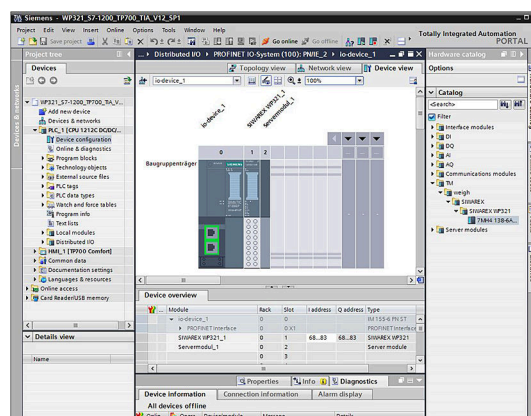 Siemens - WP321_S7-1200_TP700_TIA_V12_SP1
Project Edit View Insert Online Options Tools Window Help
Totally Integrated Automation
PORTAL
Save project
Go online
Go offline
Project tree
Devices
WP321_S7-1200_TP700_TIA_V...
Add new device
Devices & networks
PLC_1 [CPU 1212C DC/DC/...
Device configuration
Online & diagnostics
Program blocks
Technology objects
External source files
PLC tags
PLC data types
Watch and force tables
Program info
Text lists
Local modules
Distributed I/O
HMI_1 [TP700 Comfort]
Common data
Documentation settings
Languages & resources
Online access
Card Reader/USB memory
Details view
Name
Devices & networks
... Distributed I/O PROFINET IO-System (100): PN/IE_2 io-device_1
Topology view
Network view
Device view
io-device_1
100%
io-device_1
SIWAREX WP321_1
Servermodul_1
0 1 2
Baugruppenträger
Device overview
... Module Rack Slot I address Q address Type
io-device_1 0 0 IM 155-6 PN ST
PROFINET interface 0 0 X1 PROFINET interface
SIWAREX WP321_1 0 1 68...83 68...83 SIWAREX WP321
Servermodul_1 0 2 Server module
0 3
Properties
Info
Diagnostics
Device information
Connection information
Alarm display
All devices offline
Hardware catalog
Options
Catalog
<Search>
Filter
Interface modules
DI
DQ
AI
AQ
Communications modules
TM
weigh
SIWAREX
SIWAREX WP321
7MH4 138-6A...
Server modules